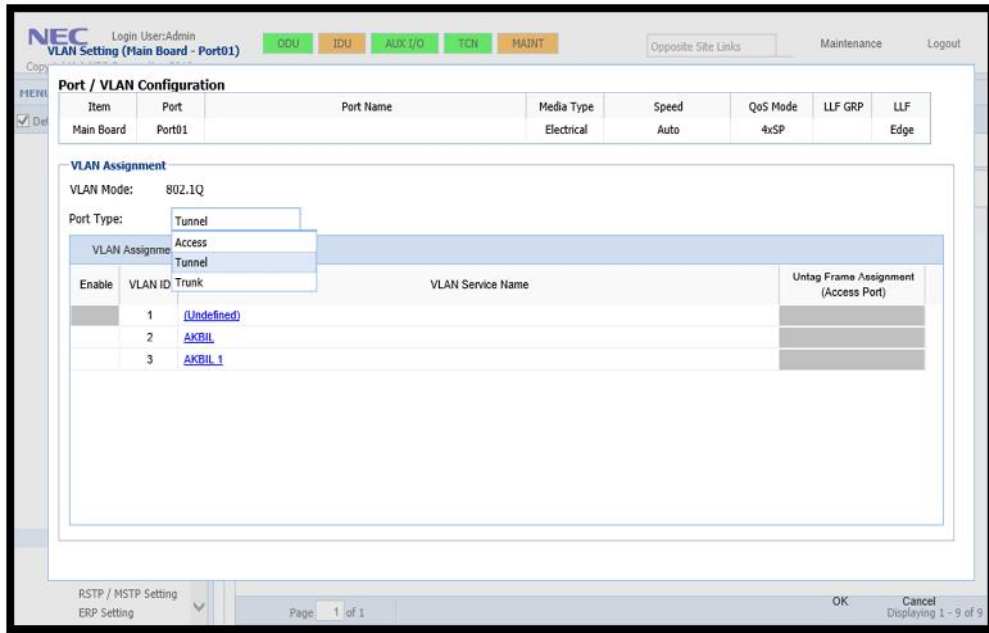 NEC Login User:Admin
VLAN Setting (Main Board - Port01)
ODU IDU AUX I/O TCN MAINT
Opposite Site Links Maintenance Logout
Copy
MENU
De
Port / VLAN Configuration
Item Port Port Name Media Type Speed QoS Mode LLF GRP LLF
Main Board Port01 Electrical Auto 4xSP Edge
VLAN Assignment
VLAN Mode: 802.1Q
Port Type: Tunnel
Access
VLAN Assignme
Tunnel
Trunk
Enable VLAN ID VLAN Service Name Untag Frame Assignment
(Access Port)
1 (Undefined)
2 AKBIL
3 AKBIL 1
RSTP / MSTP Setting
ERP Setting
Page 1 of 1
OK Cancel
Displaying 1 - 9 of 9